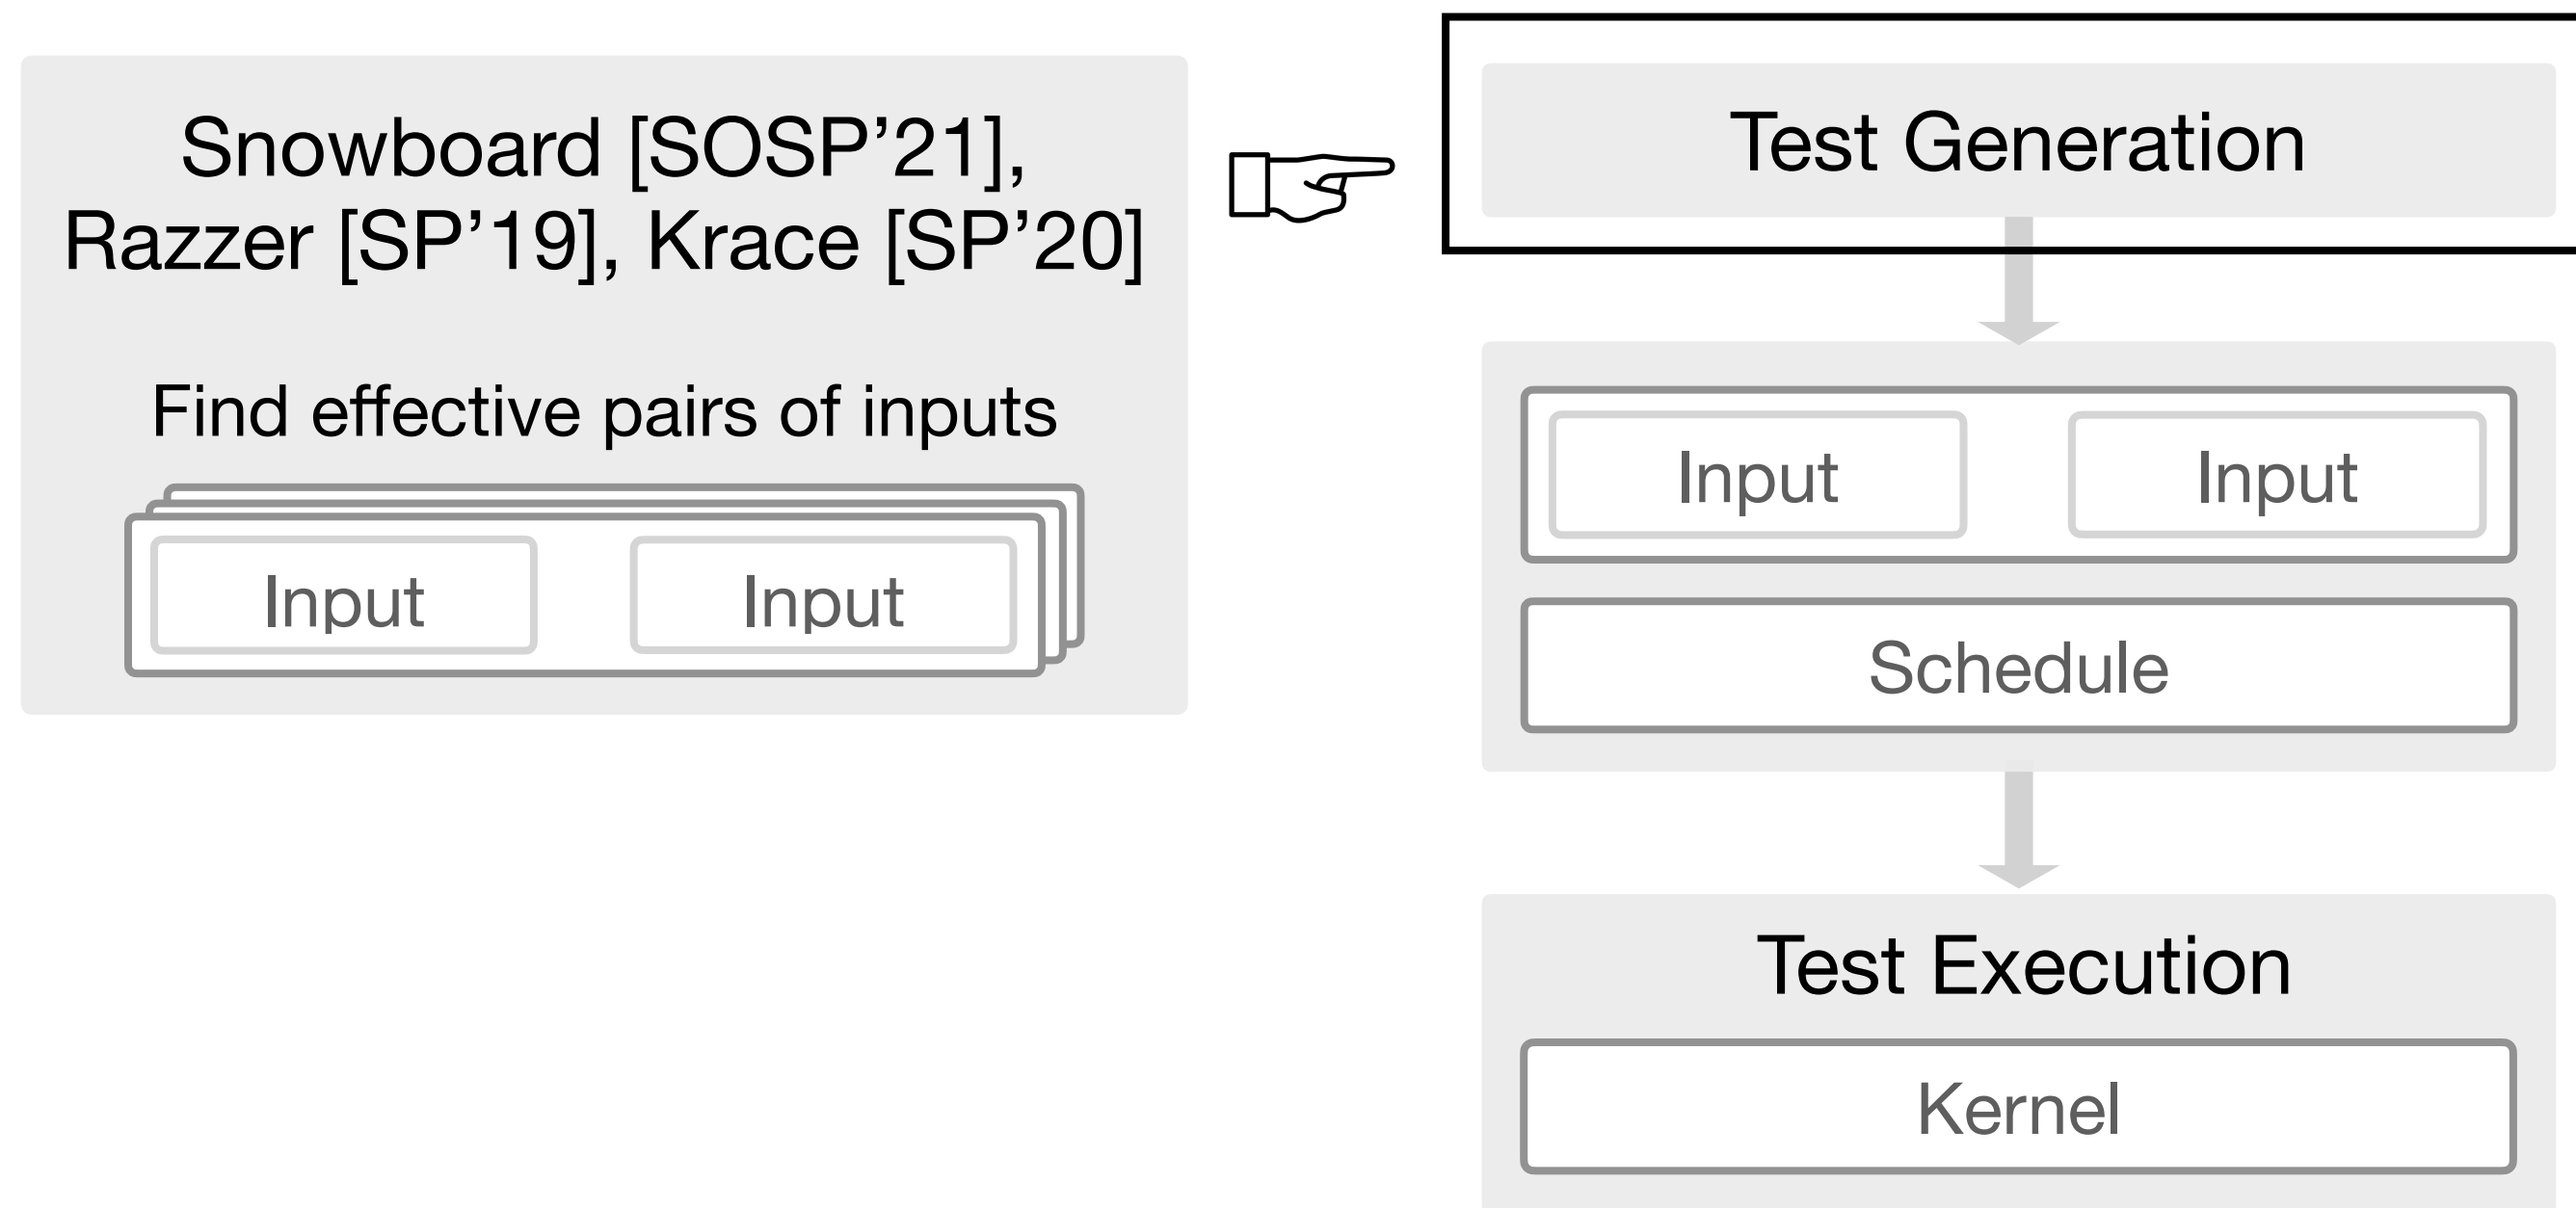 Snowboard [SOSP’21],
Razzer [SP’19], Krace [SP’20]
Find effective pairs of inputs
Input Input
Test Generation
Input Input
Schedule
Test Execution
Kernel